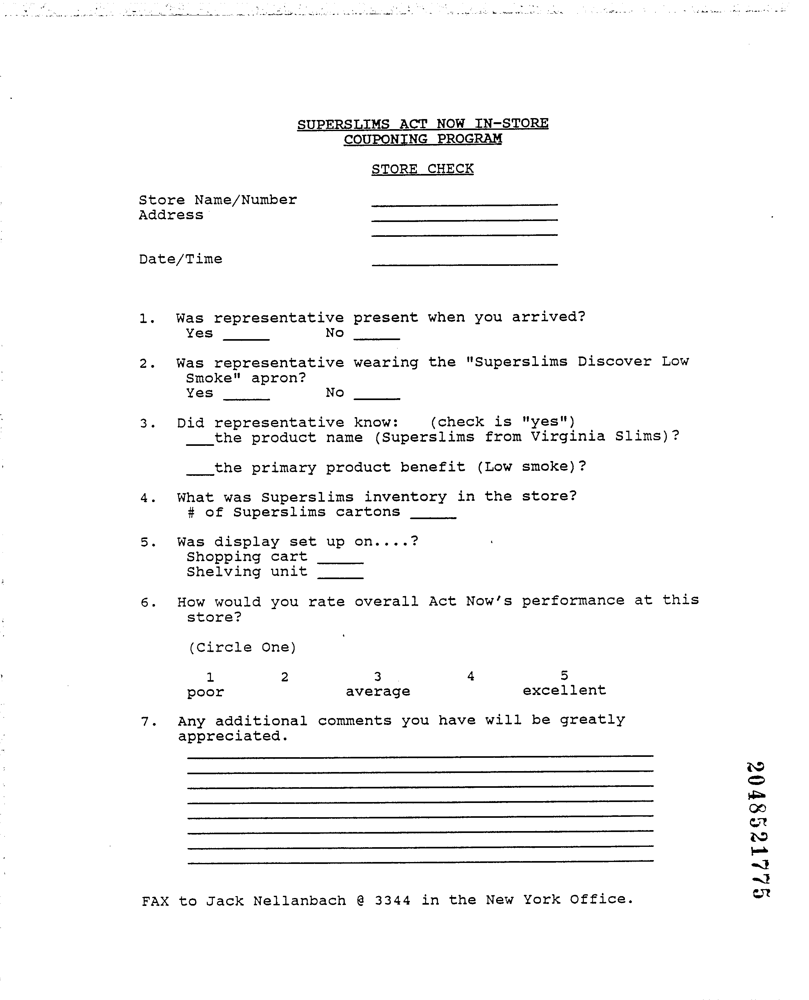 SUPERSLIMS ACT NOW IN-STORE
COUPONING PROGRAM
STORE CHECK
Store Name/Number
Address
Date/Time
1. Was representative present when you arrived?
Yes _____ No _____
2. Was representative wearing the "Superslims Discover Low
Smoke" apron?
Yes _____ No _____
3. Did representative know: (check is "yes")
___the product name (Superslims from Virginia Slims)?
___the primary product benefit (Low smoke)?
4. What was Superslims inventory in the store?
# of Superslims cartons _____
5. Was display set up on....?
Shopping cart _____
Shelving unit _____
6. How would you rate overall Act Now's performance at this
store?
(Circle One)
1 2 3 4 5
poor average excellent
7. Any additional comments you have will be greatly
appreciated.
FAX to Jack Nellanbach @ 3344 in the New York Office.
2048521775